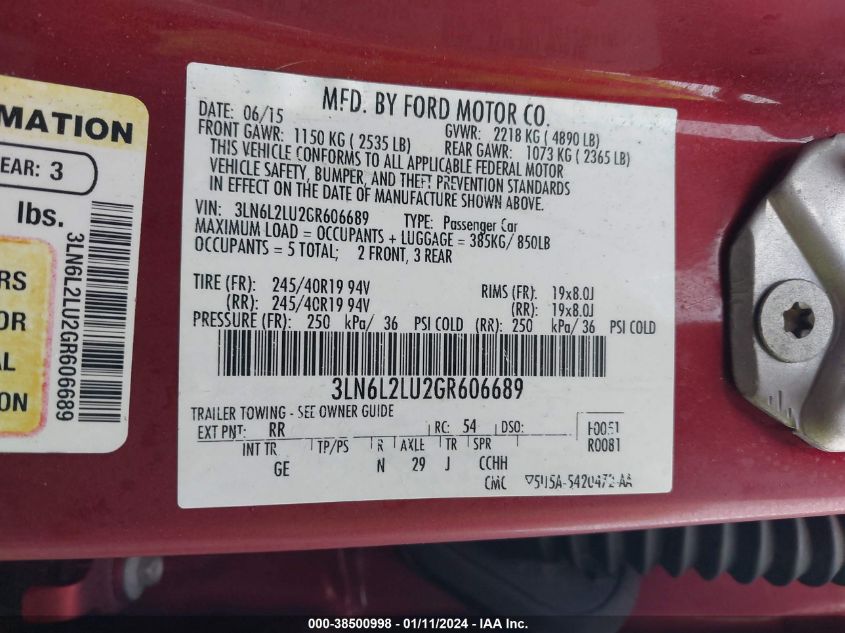 MATION
EAR: 3
lbs.
RS
OR
AL
ON
3LN6L2LU2GR606689
MFD. BY FORD MOTOR CO.
DATE: 06/15 GVWR: 2218 KG ( 4890 LB)
FRONT GAWR: 1150 KG ( 2535 LB) REAR GAWR: 1073 KG ( 2365 LB)
THIS VEHICLE CONFORMS TO ALL APPLICABLE FEDERAL MOTOR
VEHICLE SAFETY, BUMPER, AND THEFT PREVENTION STANDARDS
IN EFFECT ON THE DATE OF MANUFACTURE SHOWN ABOVE.
VIN: 3LN6L2LU2GR606689 TYPE: Passenger Car
MAXIMUM LOAD = OCCUPANTS + LUGGAGE = 385KG/ 850LB
OCCUPANTS = 5 TOTAL; 2 FRONT, 3 REAR
TIRE (FR): 245/40R19 94V RIMS (FR): 19x8.0J
(RR): 245/40R19 94V (RR): 19x8.0J
PRESSURE (FR): 250 kPa/ 36 PSI COLD (RR): 250 kPa/ 36 PSI COLD
3LN6L2LU2GR606689
TRAILER TOWING - SEE OWNER GUIDE
EXT PNT: RR RC: 54 DSO:
R0081
INT TR TP/PS R AXLE TR SPR
GE N 29 J CCHH
CMC
000-38500998 - 01/11/2024 - IAA Inc.